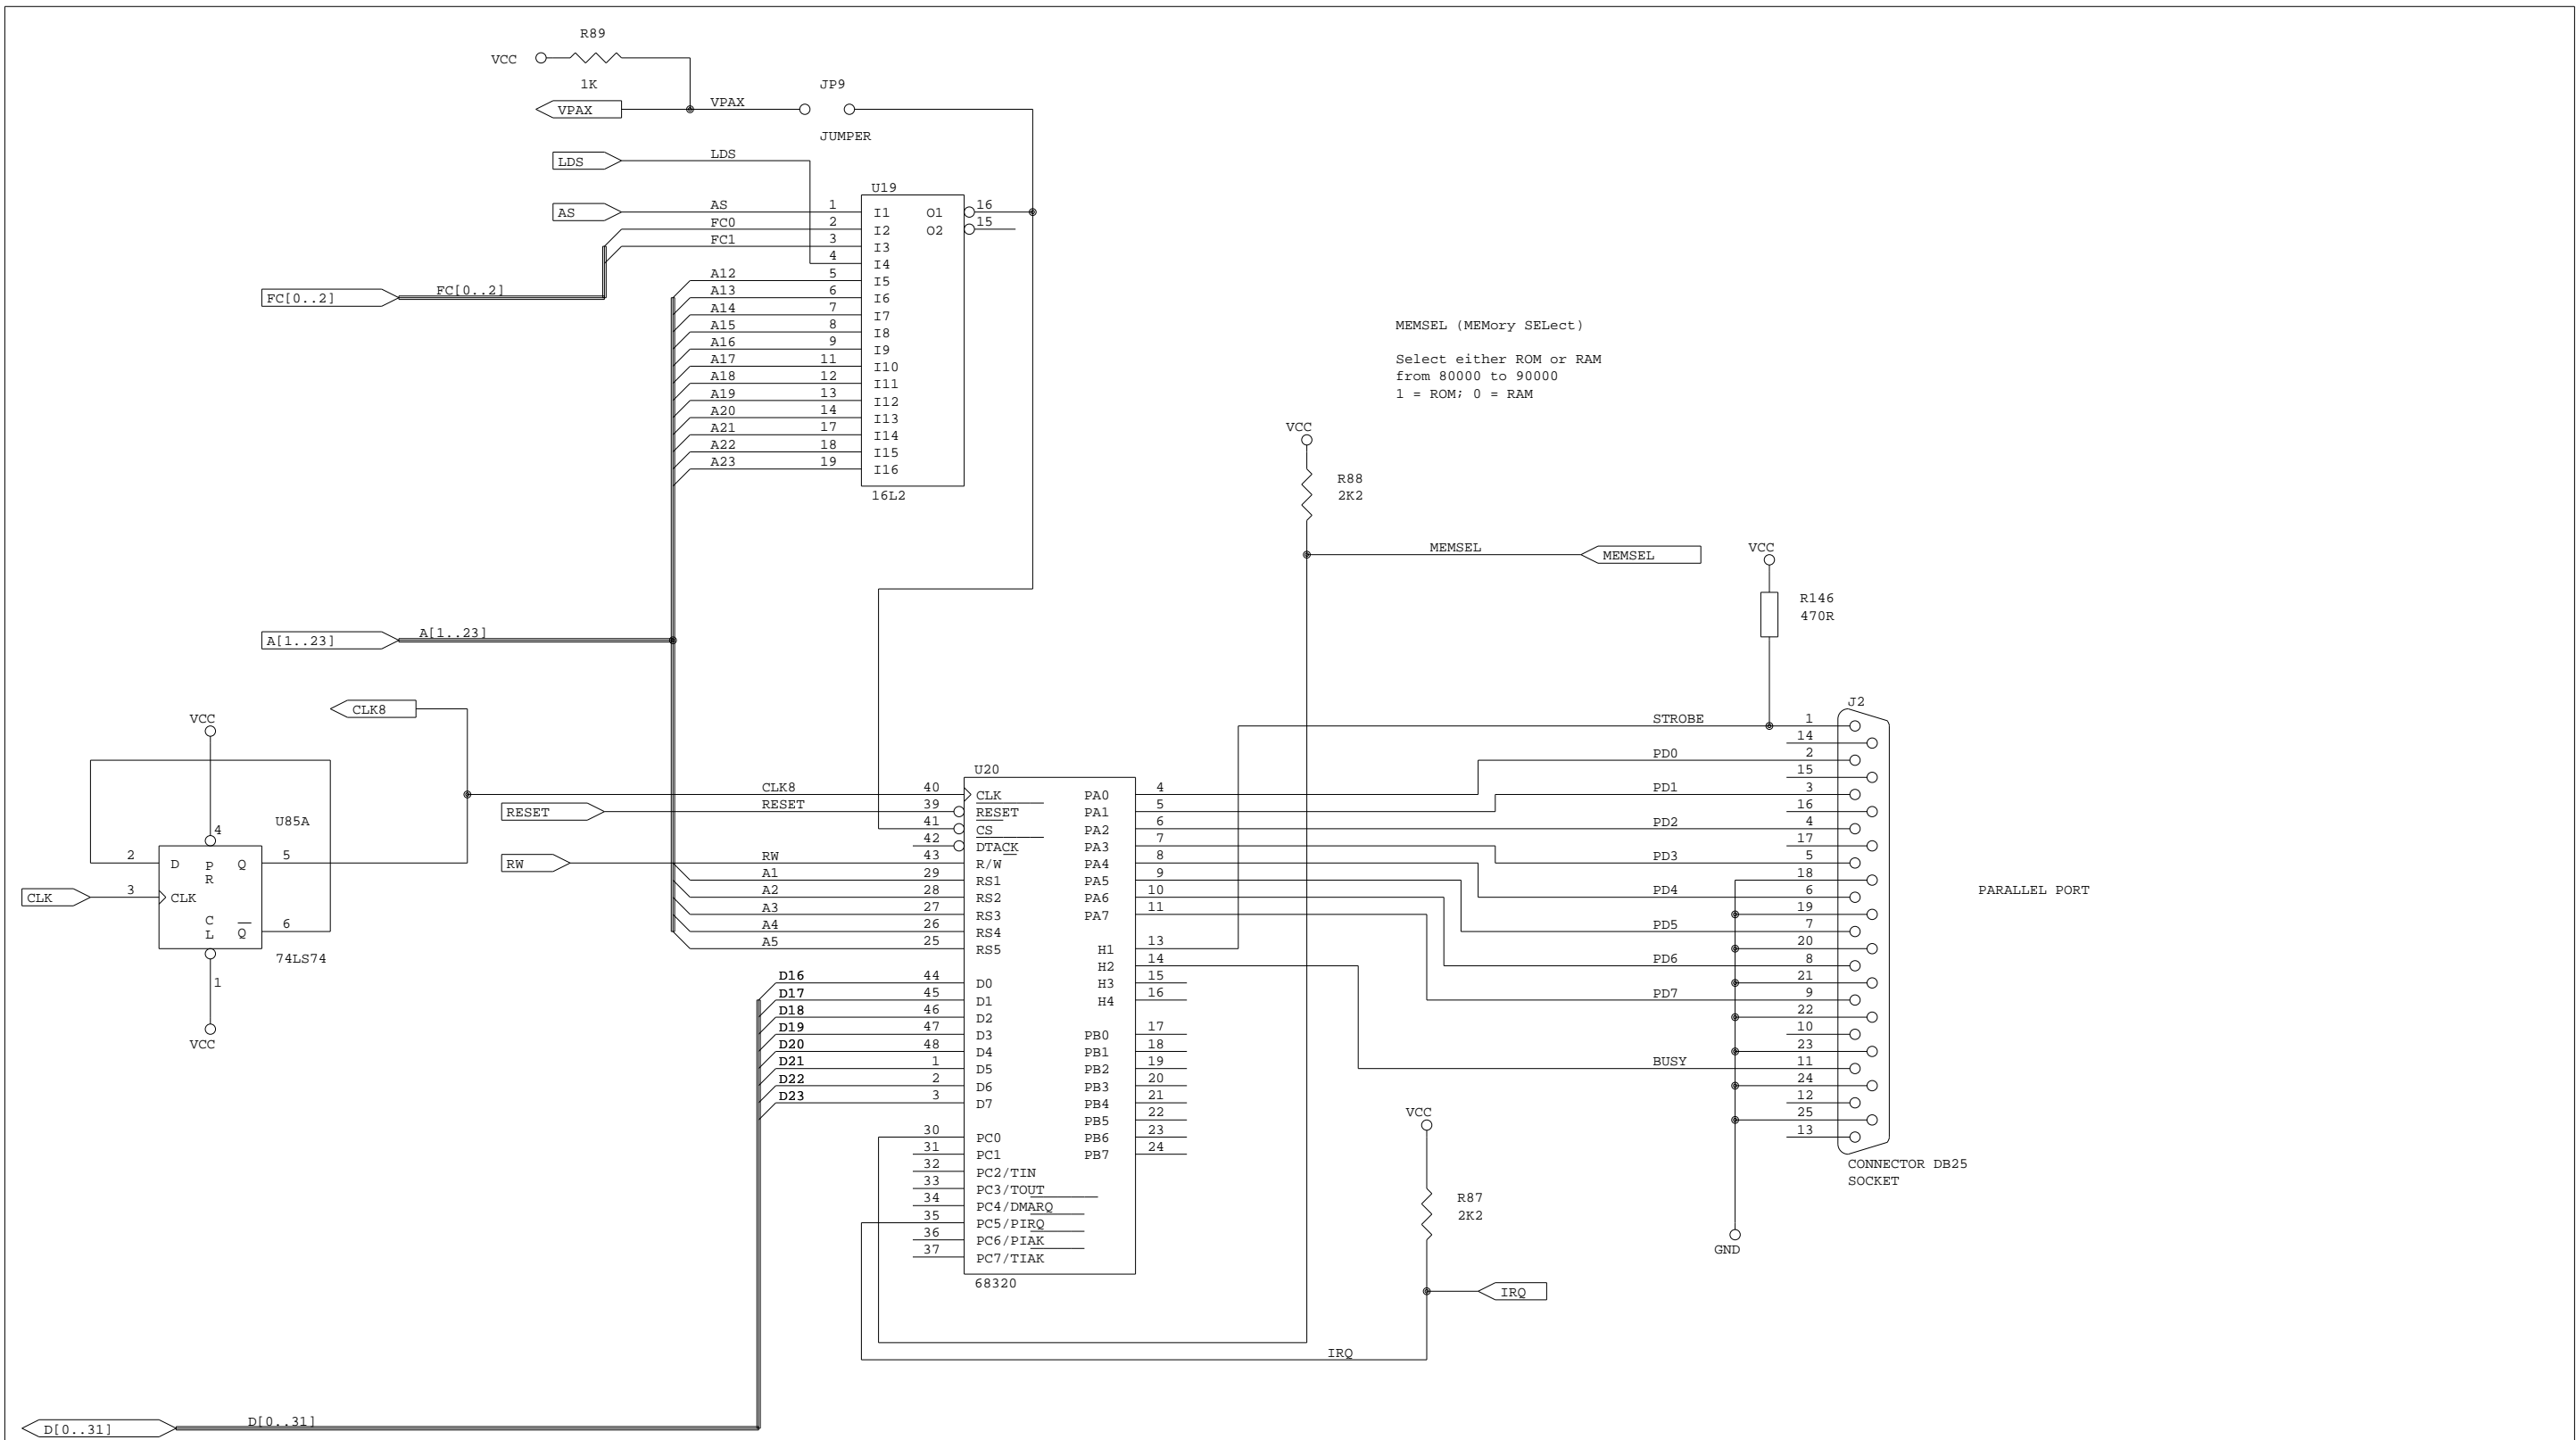 R89
VCC
1K
JP9
VPAX
VPAX
JUMPER
LDS
LDS
U19
AS
AS 1 I1 O1 16
FC0 2 I2 O2 15
FC1 3 I3
4 I4
A12 5 I5
FC[0..2]
FC[0..2]
A13 6 I6
A14 7 I7
A15 8 I8
A16 9 I9
A17 11 I10
A18 12 I11
A19 13 I12
A20 14 I13
A21 17 I14
A22 18 I15
A23 19 I16
16L2
MEMSEL (MEMory SELect)
Select either ROM or RAM
from 80000 to 90000
1 = ROM; 0 = RAM
VCC
R88
2K2
MEMSEL
MEMSEL
VCC
R146
470R
A[1..23]
A[1..23]
CLK8
VCC
U85A
4
2 D P R Q 5
CLK 3 CLK
C L Q 6
74LS74
1
VCC
RESET
RW
U20
CLK8 40 CLK
RESET 39 RESET
41 CS
42 DTACK
RW 43 R/W
A1 29 RS1
A2 28 RS2
A3 27 RS3
A4 26 RS4
A5 25 RS5
D16 44 D0
D17 45 D1
D18 46 D2
D19 47 D3
D20 48 D4
D21 1 D5
D22 2 D6
D23 3 D7
30 PC0
31 PC1
32 PC2/TIN
33 PC3/TOUT
34 PC4/DMARQ
35 PC5/PIRQ
36 PC6/PIAK
37 PC7/TIAK
68320
PA0 4
PA1 5
PA2 6
PA3 7
PA4 8
PA5 9
PA6 10
PA7 11
H1 13
H2 14
H3 15
H4 16
PB0 17
PB1 18
PB2 19
PB3 20
PB4 21
PB5 22
PB6 23
PB7 24
J2
STROBE 1
14
PD0 2
15
PD1 3
16
PD2 4
17
PD3 5
18
PD4 6
19
PD5 7
20
PD6 8
21
PD7 9
22
10
23
BUSY 11
24
12
25
13
CONNECTOR DB25
SOCKET
PARALLEL PORT
VCC
R87
2K2
GND
IRQ
IRQ
D[0..31]
D[0..31]